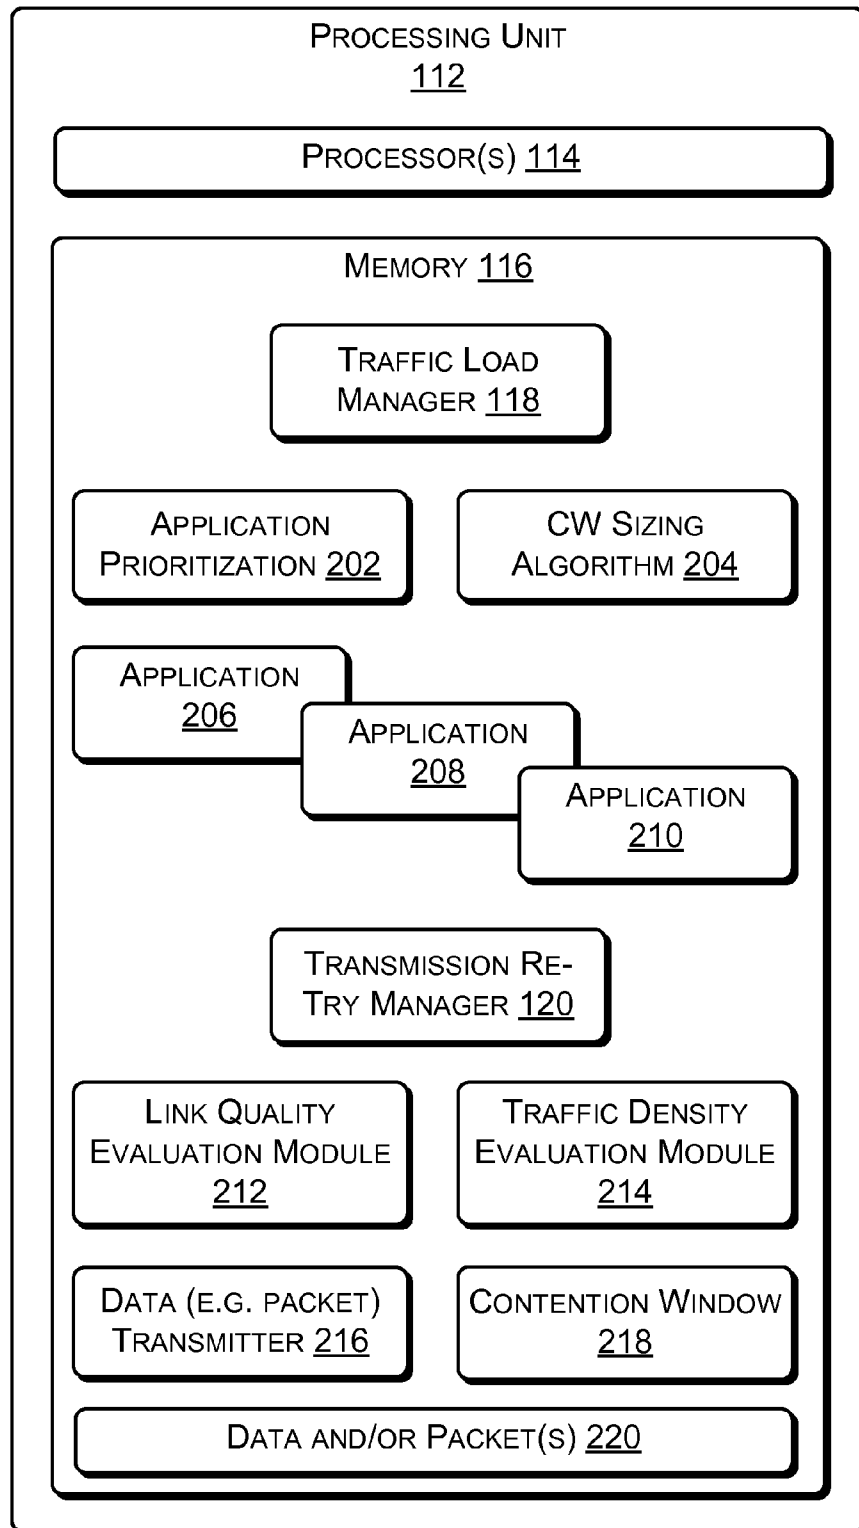 PROCESSING UNIT
112
PROCESSOR(S) 114
MEMORY 116
TRAFFIC LOAD
MANAGER 118
APPLICATION
PRIORITIZATION 202
CW SIZING
ALGORITHM 204
APPLICATION
206
APPLICATION
208
APPLICATION
210
TRANSMISSION RE-
TRY MANAGER 120
LINK QUALITY
EVALUATION MODULE
212
TRAFFIC DENSITY
EVALUATION MODULE
214
DATA (E.G. PACKET)
TRANSMITTER 216
CONTENTION WINDOW
218
DATA AND/OR PACKET(S) 220